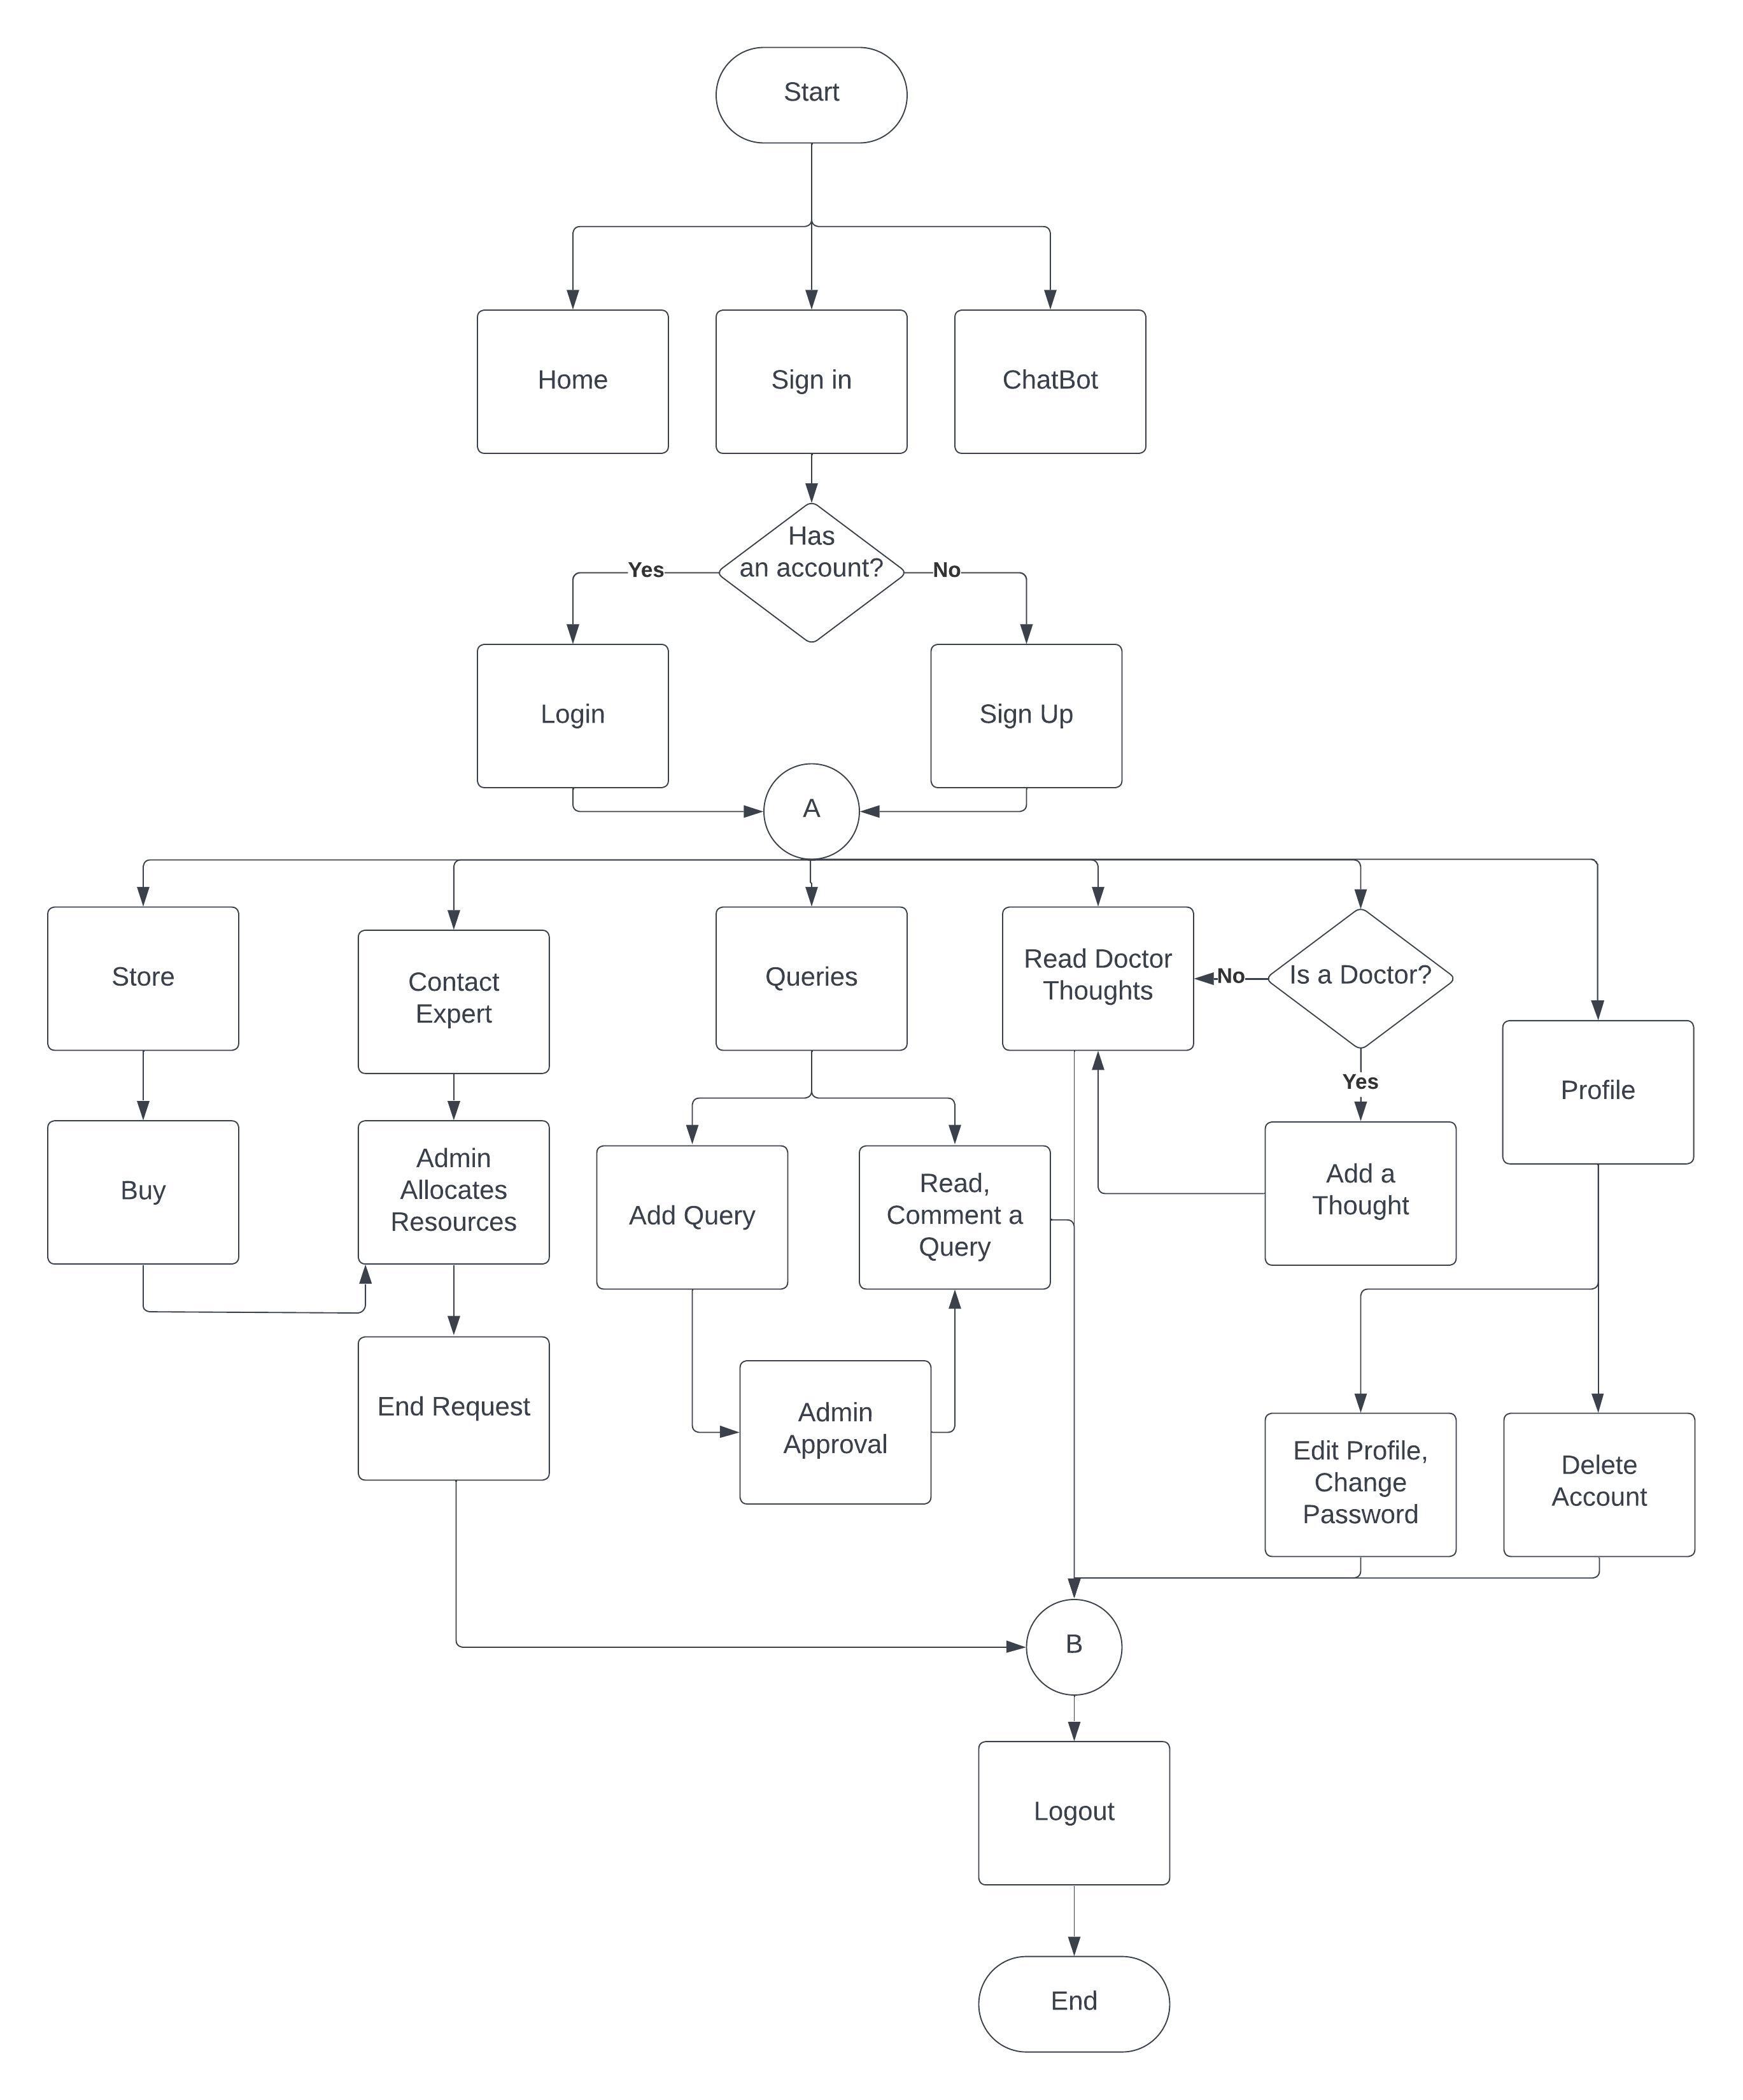 Start
Home
Sign in
ChatBot
Has
an account?
Yes
No
Login
Sign Up
A
Store
Contact
Expert
Queries
Read Doctor
Thoughts
No
Is a Doctor?
Yes
Profile
Buy
Admin
Allocates
Resources
Add Query
Read,
Comment a
Query
Add a
Thought
End Request
Admin
Approval
Edit Profile,
Change
Password
Delete
Account
B
Logout
End